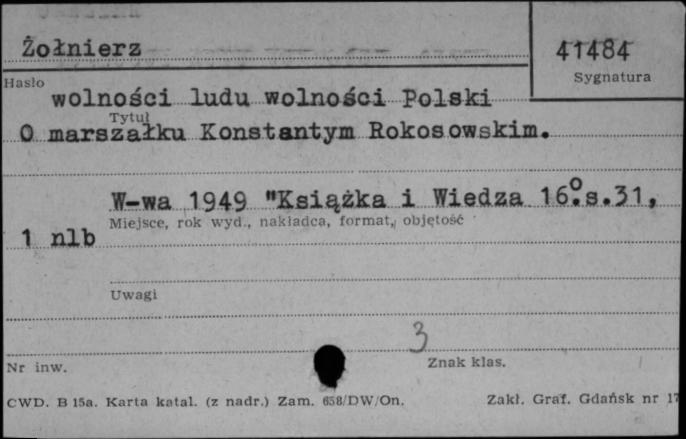 Żołnierz
41484
Hasło
Sygnatura
wolności ludu wolności Polski
Tytuł
O marszałku Konstantym Rokosowskim.
W-wa 1949 "Książka i Wiedza 16°.s.31,
Miejsce, rok wyd., nakładca, format, objętość
1 nlb
Uwagi
3
Nr inw.
Znak klas.
CWD. B 15a. Karta katal. (z nadr.) Zam. 658/DW/On.
Zakł. Graf. Gdańsk nr 17